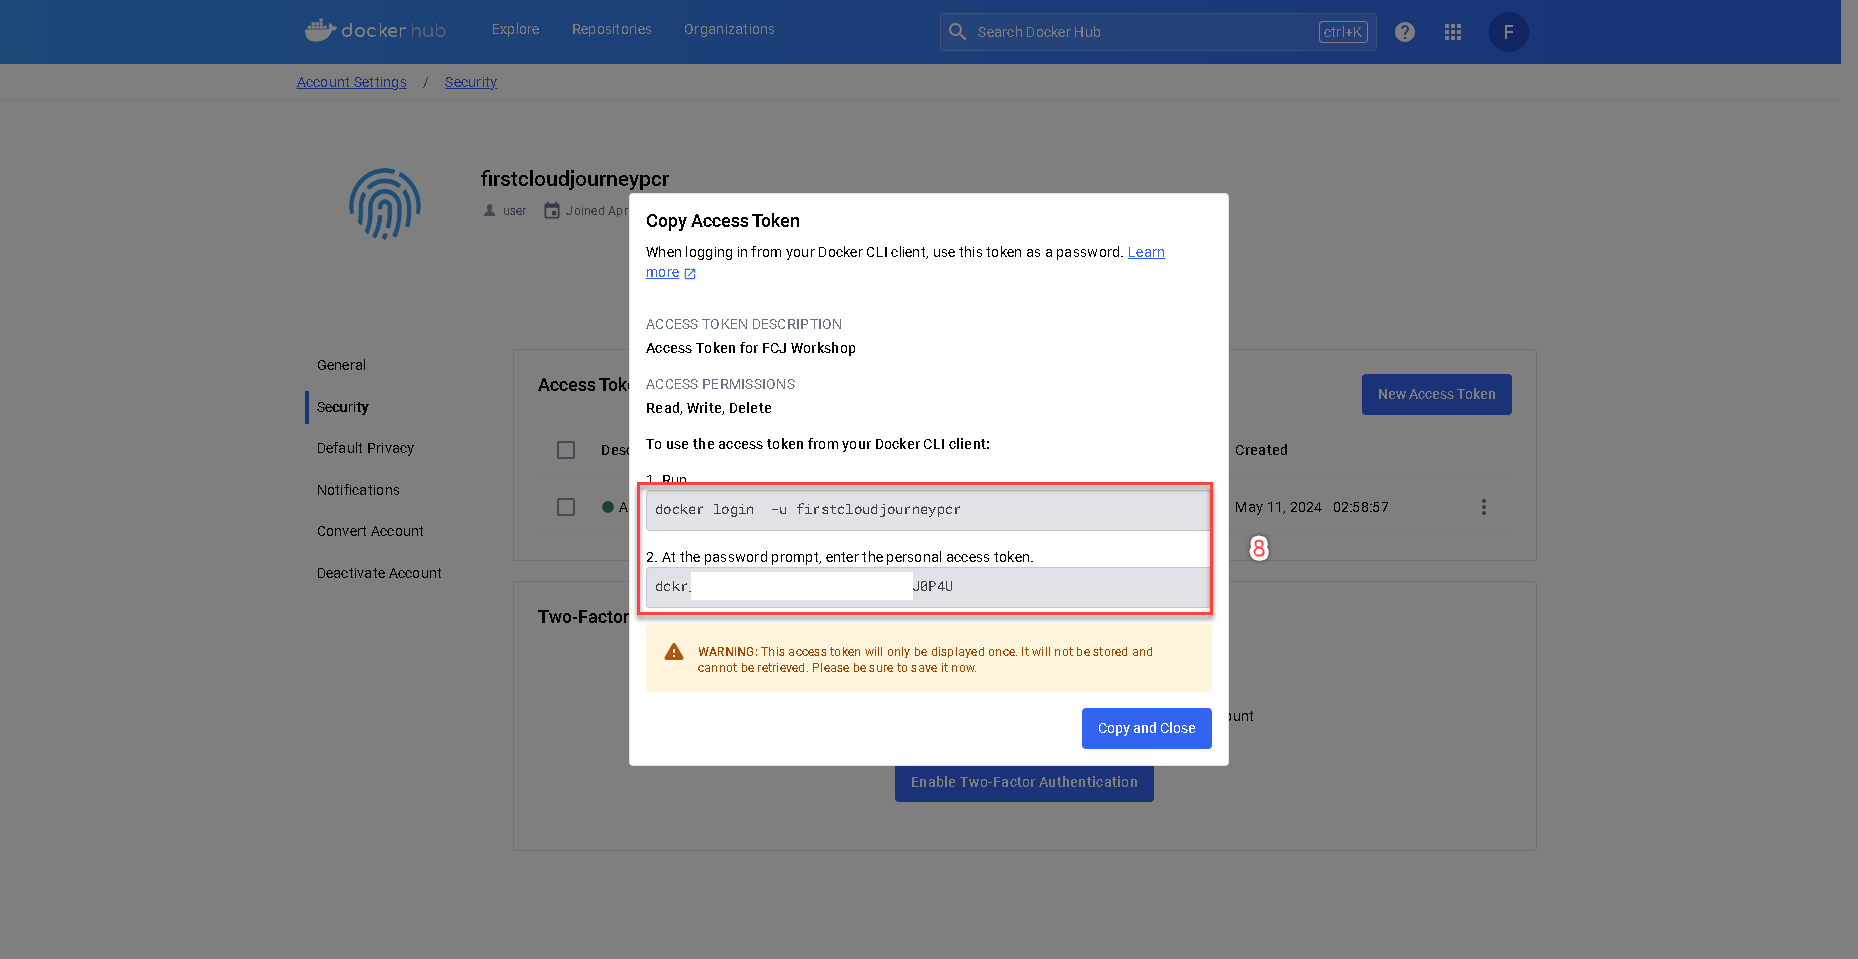 docker hub
Explore
Repositories
Organizations
Search Docker Hub
ctrl+K
F
Account Settings / Security
firstcloudjourneypcr
user
Joined Apr
General
Security
Default Privacy
Notifications
Convert Account
Deactivate Account
Access Tok
New Access Token
Desc
Created
A
May 11, 2024 02:58:57
Two-Factor
ount
Enable Two-Factor Authentication
Copy Access Token
When logging in from your Docker CLI client, use this token as a password. Learn
more
ACCESS TOKEN DESCRIPTION
Access Token for FCJ Workshop
ACCESS PERMISSIONS
Read, Write, Delete
To use the access token from your Docker CLI client:
1. Run
docker login -u firstcloudjourneypcr
2. At the password prompt, enter the personal access token.
dckr_ J0P4U
8
WARNING: This access token will only be displayed once. It will not be stored and
cannot be retrieved. Please be sure to save it now.
Copy and Close